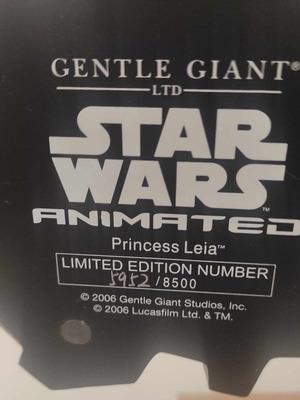 GENTLE GIANT®
LTD
STAR
WARS™
ANIMATED
Princess Leia™
LIMITED EDITION NUMBER
5952 / 8500
© 2006 Gentle Giant Studios, Inc.
© 2006 Lucasfilm Ltd. & TM.